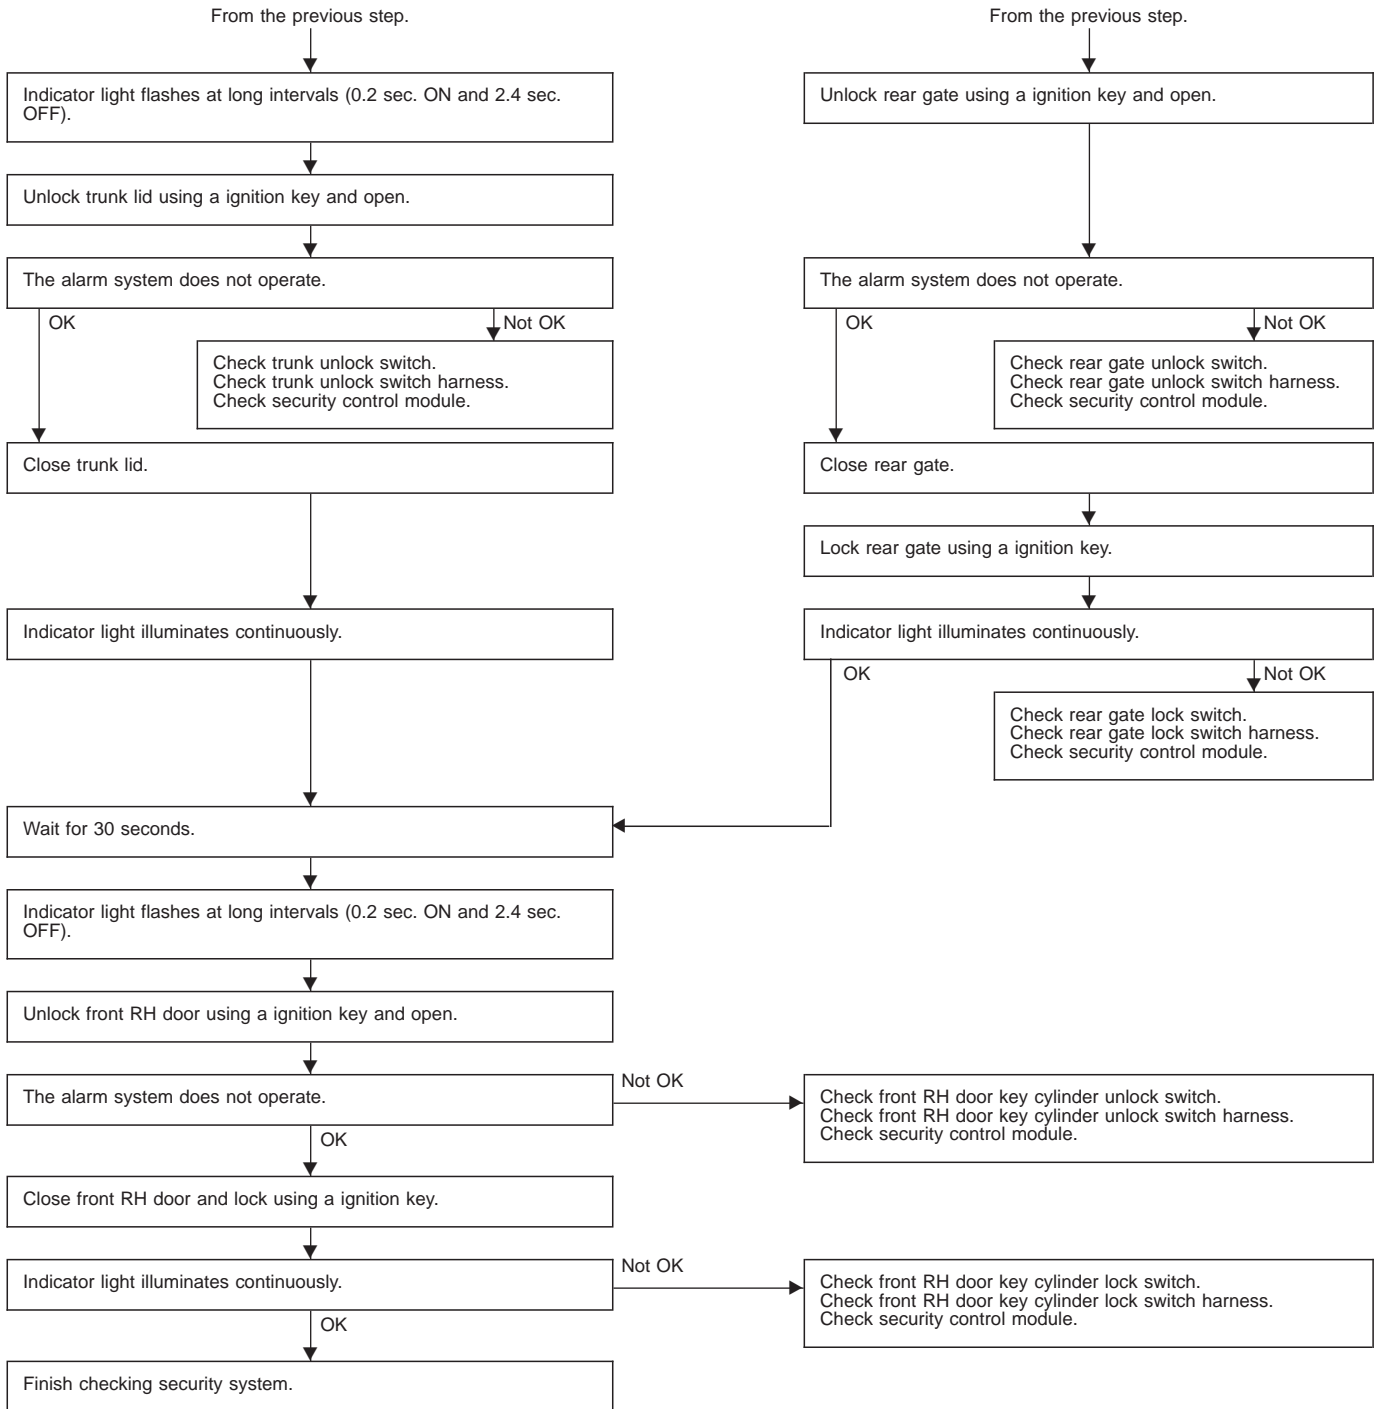 From the previous step.
From the previous step.
Indicator light flashes at long intervals (0.2 sec. ON and 2.4 sec.
OFF).
Unlock rear gate using a ignition key and open.
Unlock trunk lid using a ignition key and open.
The alarm system does not operate.
The alarm system does not operate.
OK
Not OK
OK
Not OK
Check trunk unlock switch.
Check trunk unlock switch harness.
Check security control module.
Check rear gate unlock switch.
Check rear gate unlock switch harness.
Check security control module.
Close trunk lid.
Close rear gate.
Lock rear gate using a ignition key.
Indicator light illuminates continuously.
Indicator light illuminates continuously.
OK
Not OK
Check rear gate lock switch.
Check rear gate lock switch harness.
Check security control module.
Wait for 30 seconds.
Indicator light flashes at long intervals (0.2 sec. ON and 2.4 sec.
OFF).
Unlock front RH door using a ignition key and open.
The alarm system does not operate.
Not OK
Check front RH door key cylinder unlock switch.
Check front RH door key cylinder unlock switch harness.
Check security control module.
OK
Close front RH door and lock using a ignition key.
Indicator light illuminates continuously.
Not OK
Check front RH door key cylinder lock switch.
Check front RH door key cylinder lock switch harness.
Check security control module.
OK
Finish checking security system.